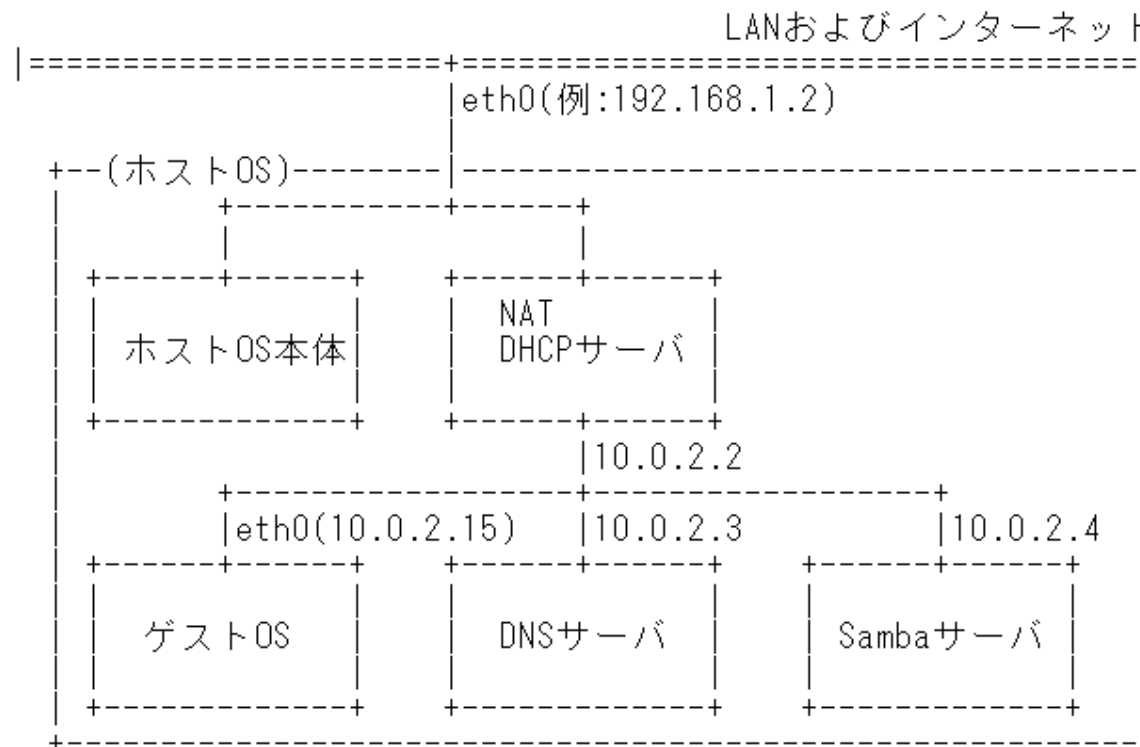 LANおよびインターネット
eth0(例:192.168.1.2)
(ホストOS)
NAT
ホストOS本体 DHCPサーバ
10.0.2.2
eth0(10.0.2.15) 10.0.2.3 10.0.2.4
ゲストOS DNSサーバ Sambaサーバ